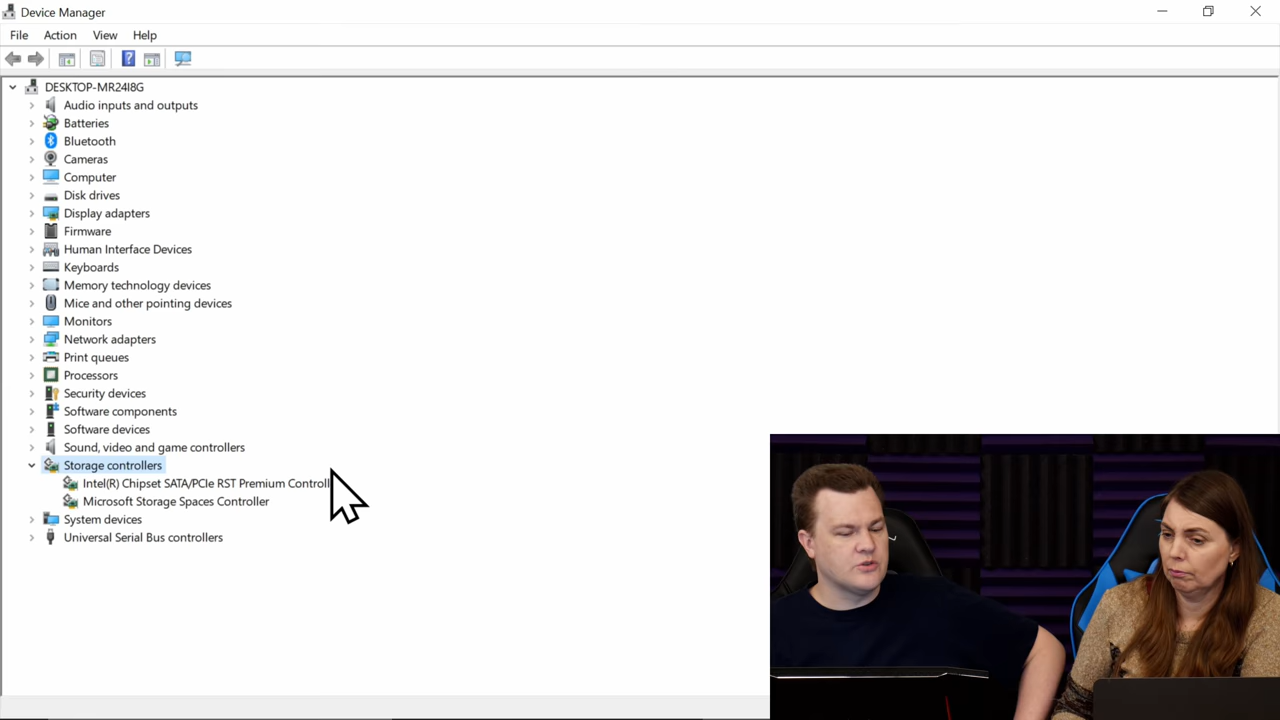 Device Manager
File Action View Help
DESKTOP-MR24I8G
Audio inputs and outputs
Batteries
Bluetooth
Cameras
Computer
Disk drives
Display adapters
Firmware
Human Interface Devices
Keyboards
Memory technology devices
Mice and other pointing devices
Monitors
Network adapters
Print queues
Processors
Security devices
Software components
Software devices
Sound, video and game controllers
Storage controllers
Intel(R) Chipset SATA/PCIe RST Premium Controll
Microsoft Storage Spaces Controller
System devices
Universal Serial Bus controllers